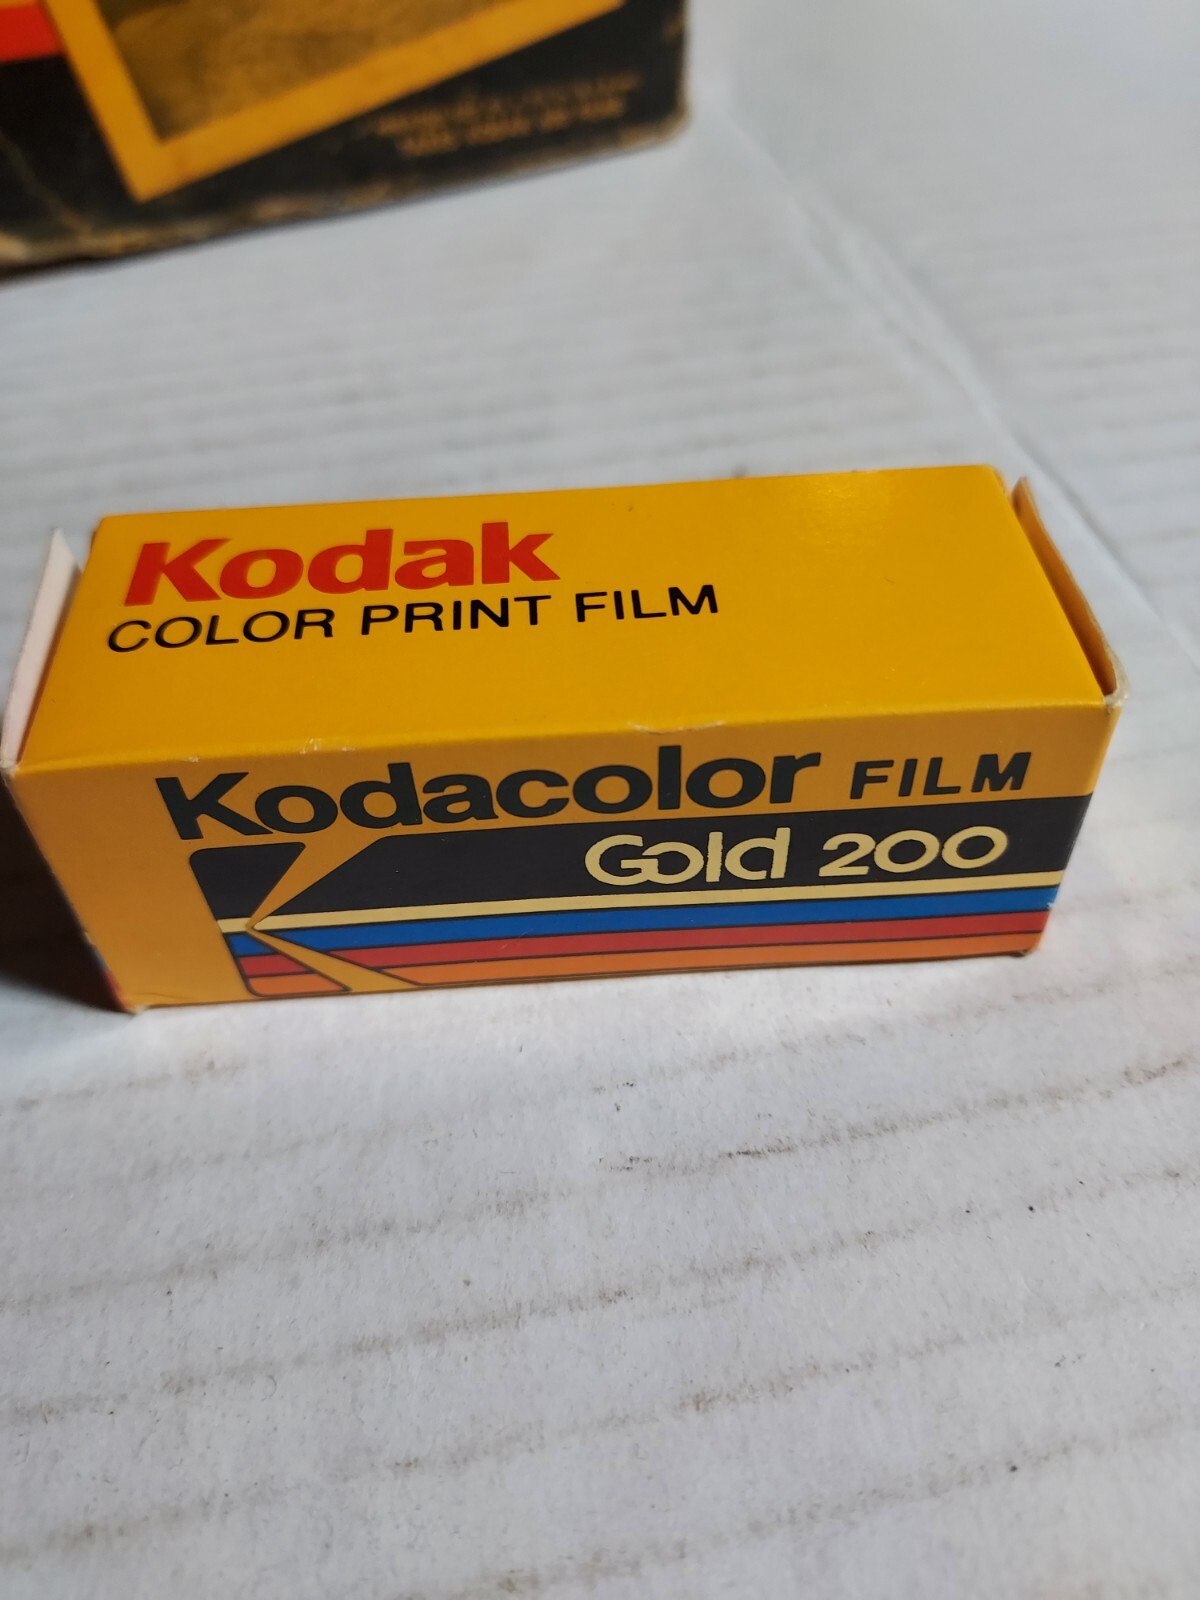 Kodak
COLOR PRINT FILM
Kodacolor FILM
Gold 200